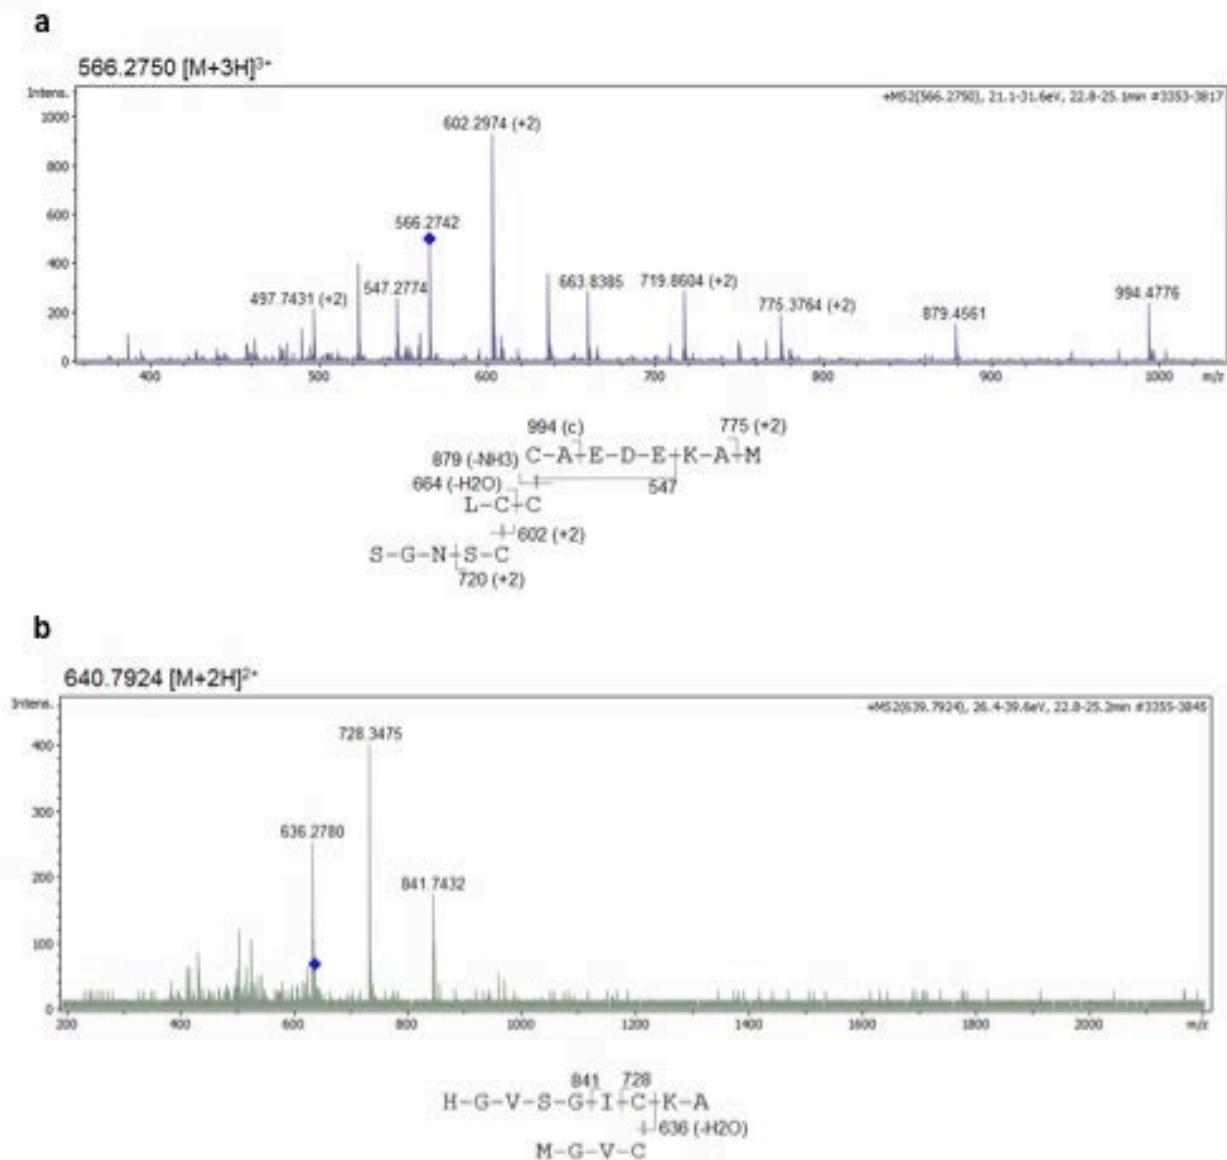 a
566.2750 [M+3H]³⁺
Intens.
+MS2(566.2750), 21.1-31.6eV, 22.8-25.1min #3353-3817
1000
800
600
400
200
0
602.2974 (+2)
566.2742
497.7431 (+2)
547.2774
663.8385
719.8604 (+2)
775.3764 (+2)
879.4561
994.4776
400 500 600 700 800 900 1000 m/z
994 (c) 775 (+2)
879 (-NH3) C-A-E-D-E-K-A-M
664 (-H2O) 547
L-C-C
602 (+2)
S-G-N-S-C
720 (+2)
b
640.7924 [M+2H]²⁺
Intens.
+MS2(639.7924), 26.4-39.6eV, 22.8-25.2min #3355-3845
400
300
200
100
0
728.3475
636.2780
841.7432
200 400 600 800 1000 1200 1400 1600 1800 2000 m/z
841 728
H-G-V-S-G-I-C-K-A
636 (-H2O)
M-G-V-C